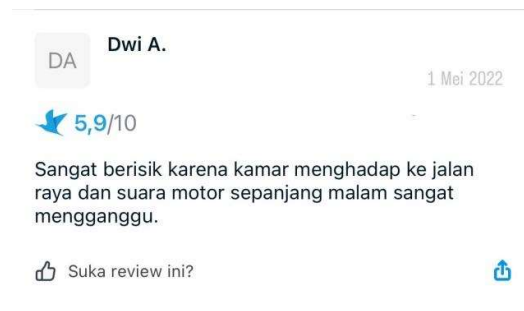 DA
Dwi A.
1 Mei 2022
5,9/10
Sangat berisik karena kamar menghadap ke jalan
raya dan suara motor sepanjang malam sangat
mengganggu.
Suka review ini?